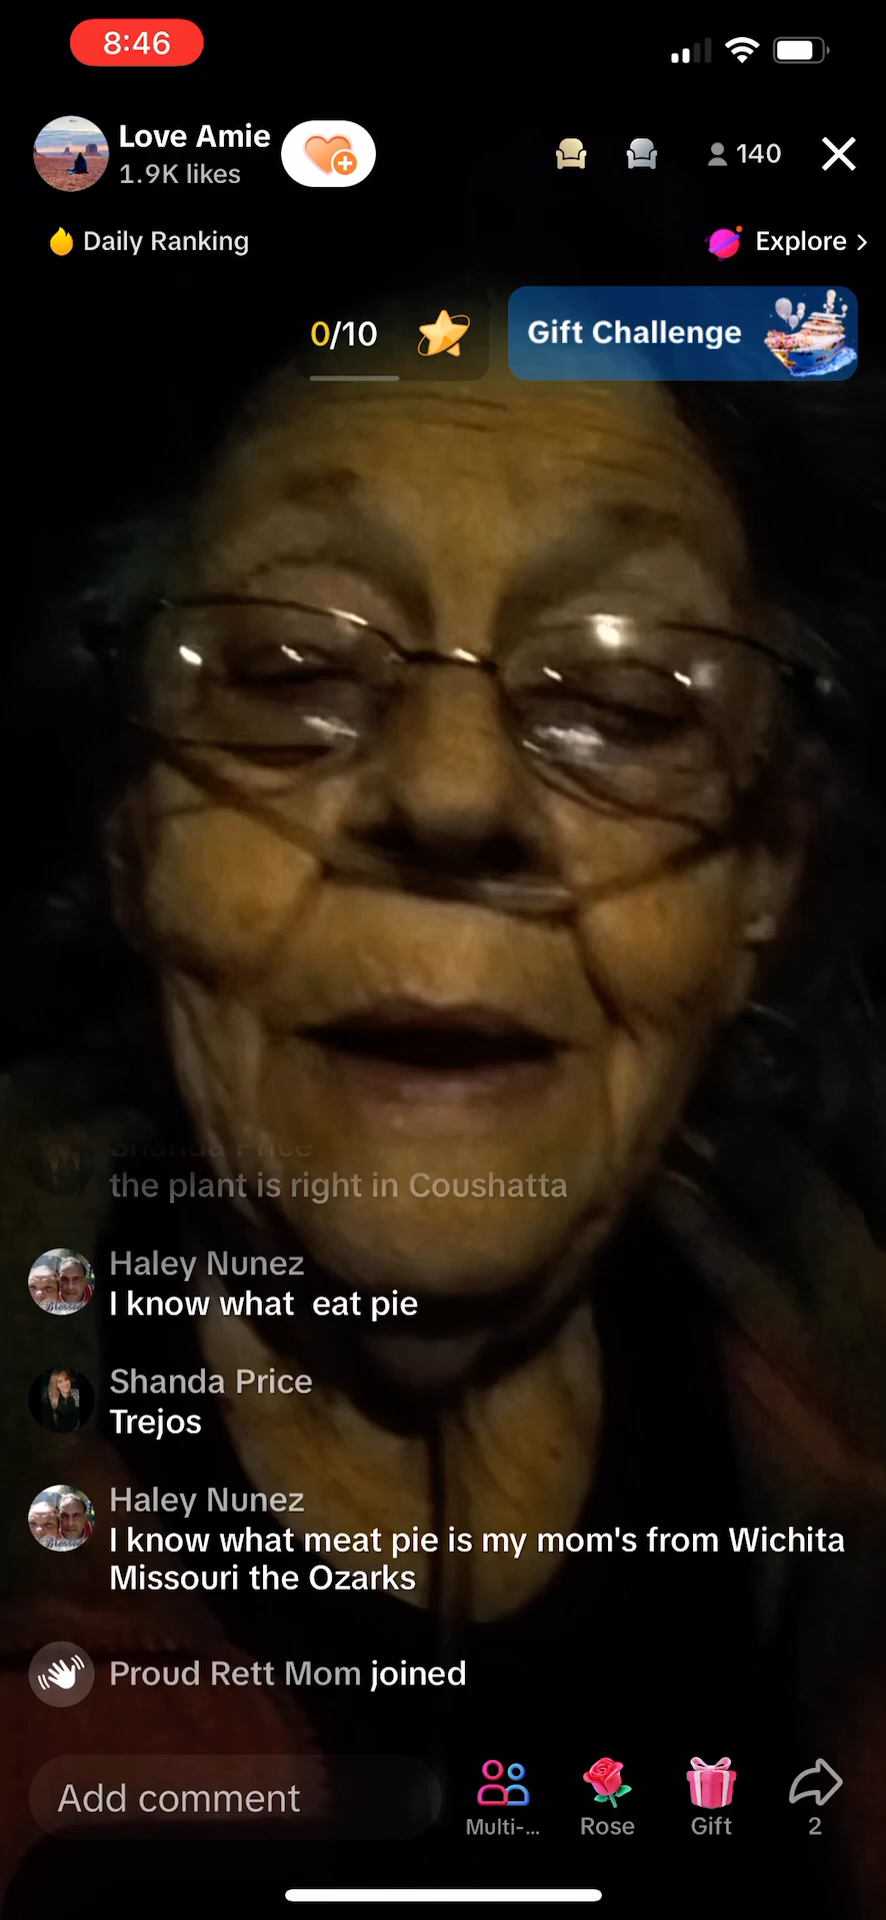 8:46
Love Amie
1.9K likes
140
Daily Ranking
Explore >
0/10
Gift Challenge
Shanda Price
the plant is right in Coushatta
Haley Nunez
I know what  eat pie
Shanda Price
Trejos
Haley Nunez
I know what meat pie is my mom's from Wichita
Missouri the Ozarks
Proud Rett Mom joined
Add comment
Multi-...
Rose
Gift
2